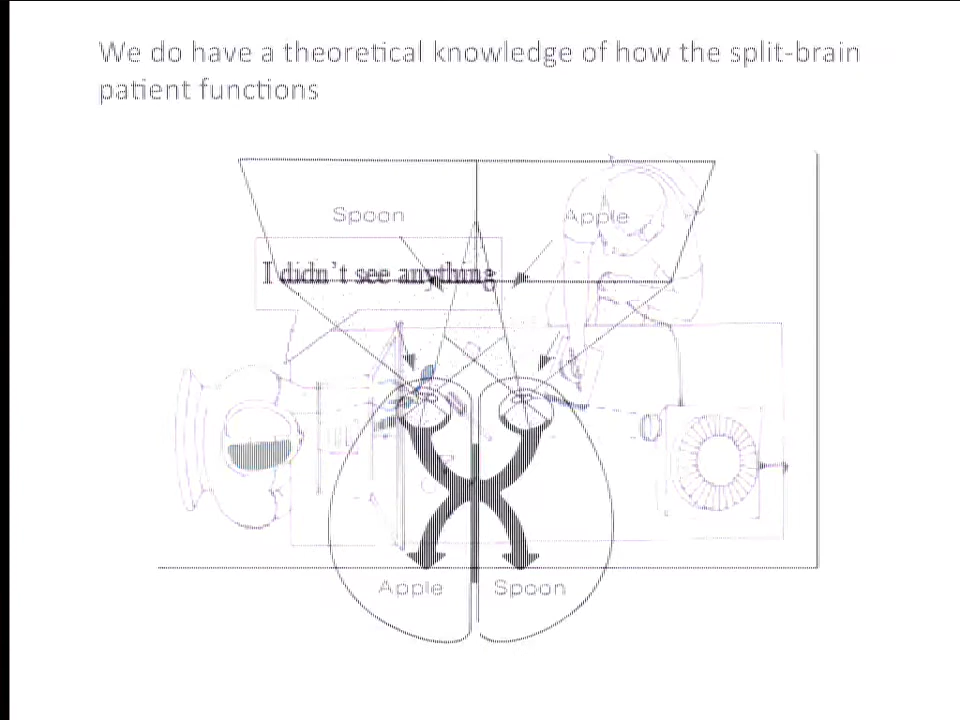 We do have a theoretical knowledge of how the split-brain
patient functions
Spoon
Apple
I didn't see anything
Apple
Spoon